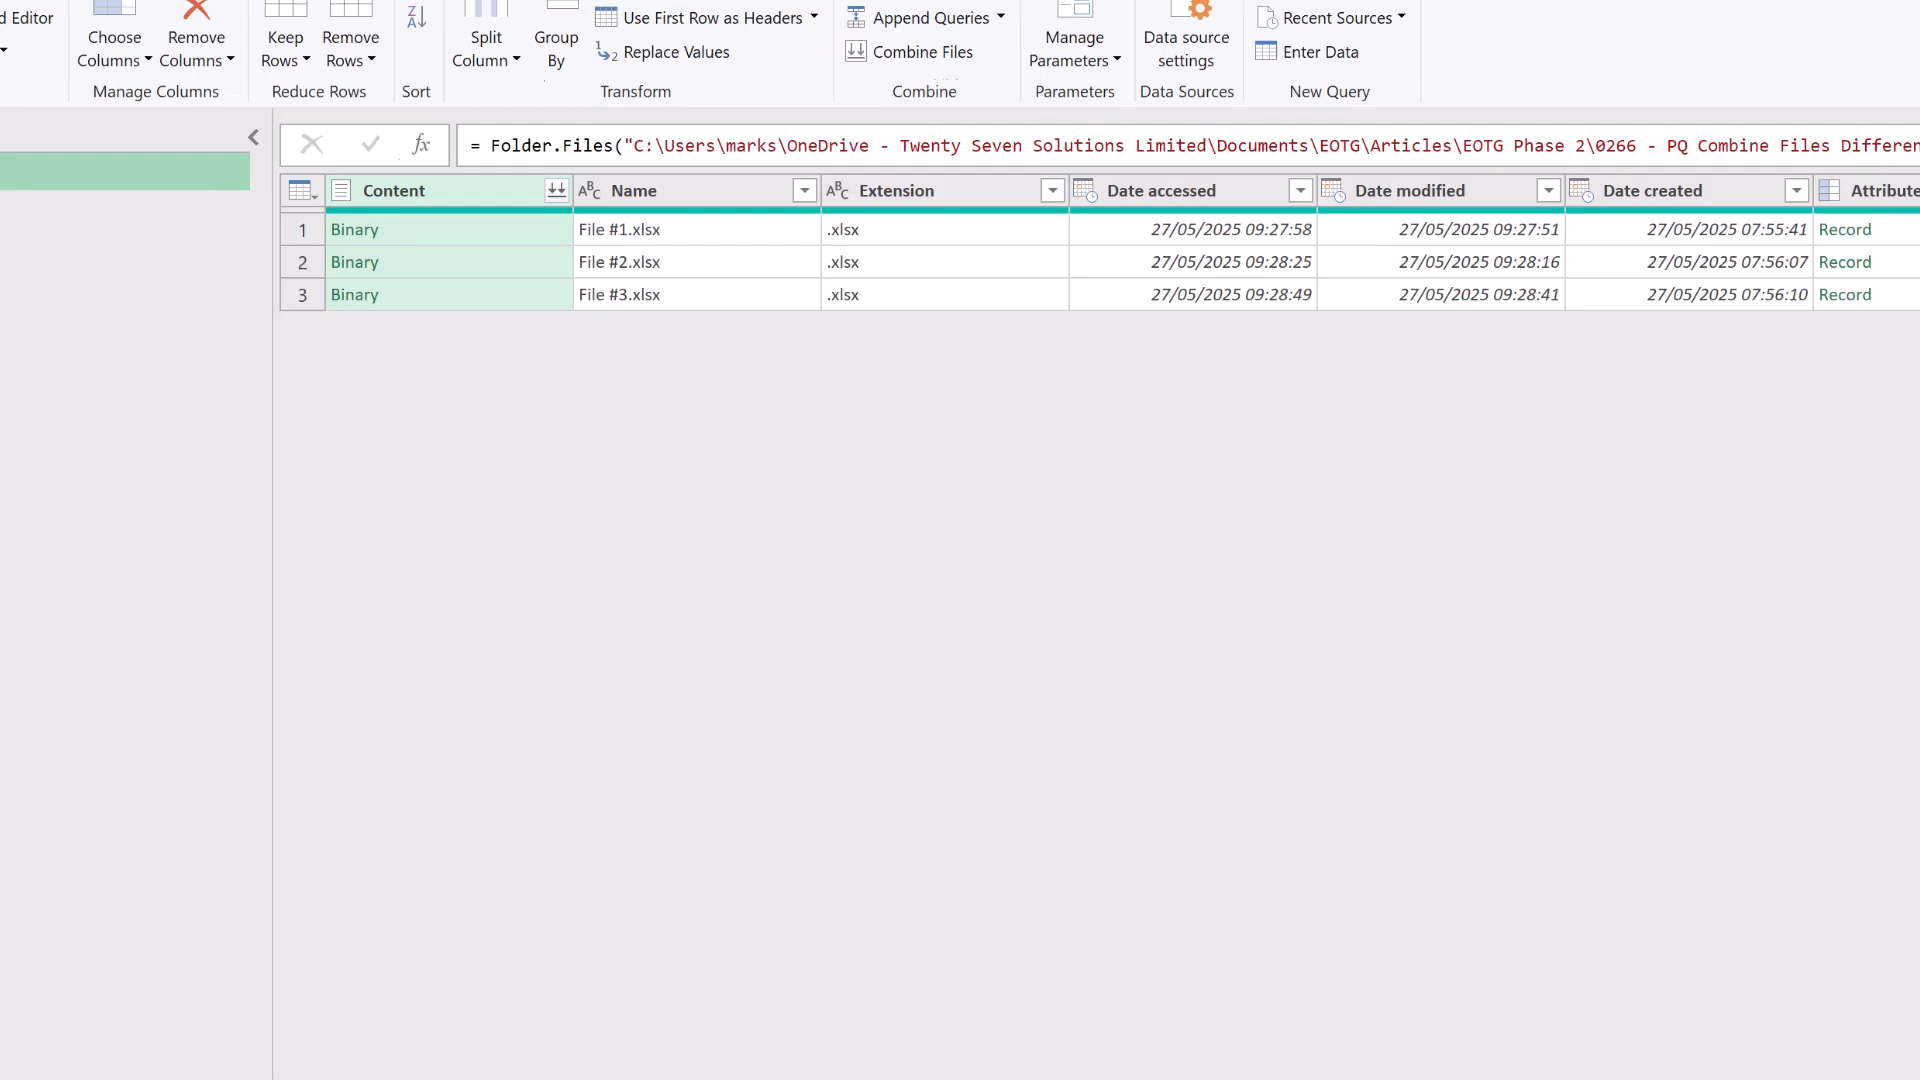 d Editor
Choose
Columns
Remove
Columns
Manage Columns
Keep
Rows
Remove
Rows
Reduce Rows
Sort
Split
Column
Group
By
Use First Row as Headers
Replace Values
Transform
Append Queries
Combine Files
Combine
Manage
Parameters
Parameters
Data source
settings
Data Sources
Recent Sources
Enter Data
New Query
fx = Folder.Files("C:\Users\marks\OneDrive - Twenty Seven Solutions Limited\Documents\EOTG\Articles\EOTG Phase 2\0266 - PQ Combine Files Differen
Content Name Extension Date accessed Date modified Date created Attribute
1 Binary File #1.xlsx .xlsx 27/05/2025 09:27:58 27/05/2025 09:27:51 27/05/2025 07:55:41 Record
2 Binary File #2.xlsx .xlsx 27/05/2025 09:28:25 27/05/2025 09:28:16 27/05/2025 07:56:07 Record
3 Binary File #3.xlsx .xlsx 27/05/2025 09:28:49 27/05/2025 09:28:41 27/05/2025 07:56:10 Record